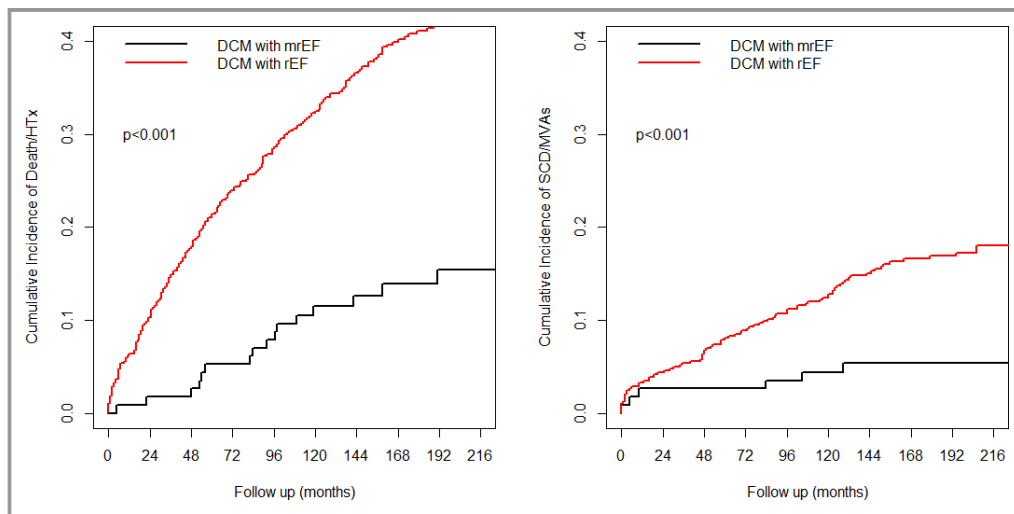 DCM with mrEF
DCM with rEF
p<0.001
Cumulative Incidence of Death/HTx
0.0
0.1
0.2
0.3
0.4
0 24 48 72 96 120 144 168 192 216
Follow up (months)
DCM with mrEF
DCM with rEF
p<0.001
Cumulative Incidence of SCD/MVAs
0.0
0.1
0.2
0.3
0.4
0 24 48 72 96 120 144 168 192 216
Follow up (months)